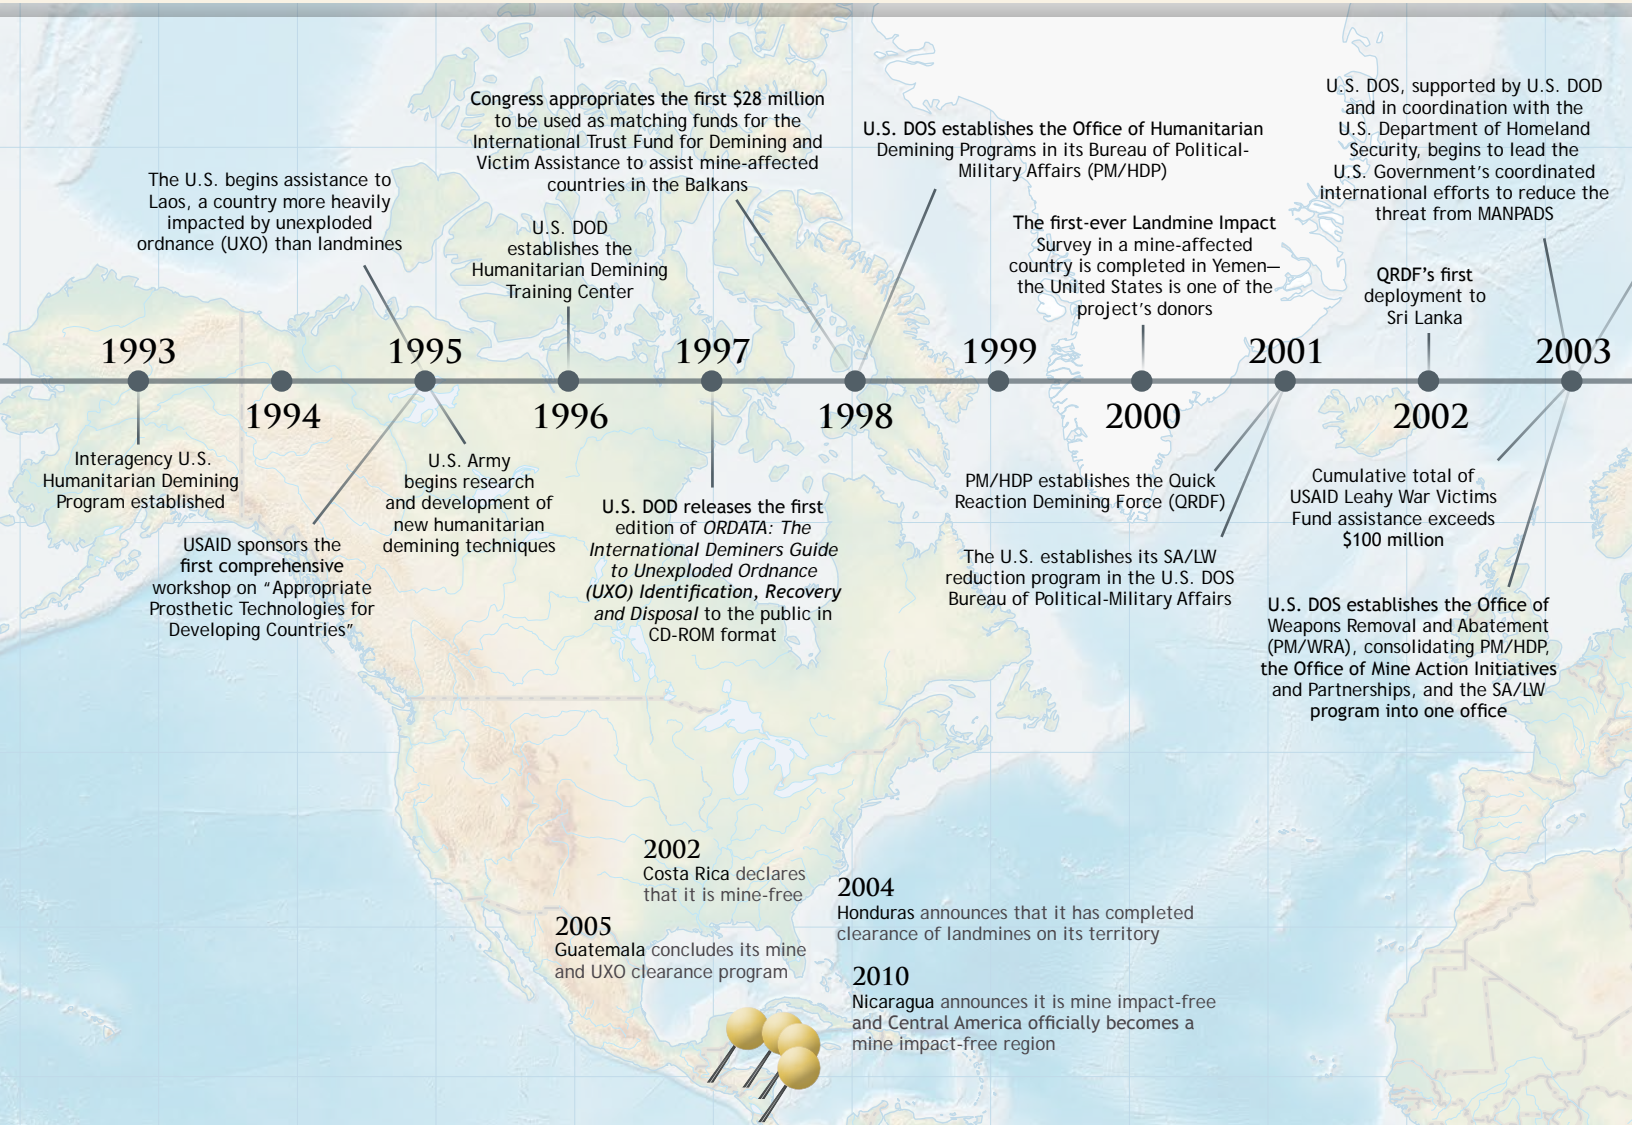 The U.S. begins assistance to
Laos, a country more heavily
impacted by unexploded
ordnance (UXO) than landmines
Congress appropriates the first $28 million
to be used as matching funds for the
International Trust Fund for Demining and
Victim Assistance to assist mine-affected
countries in the Balkans
U.S. DOD
establishes the
Humanitarian Demining
Training Center
U.S. DOS establishes the Office of Humanitarian
Demining Programs in its Bureau of Political-
Military Affairs (PM/HDP)
The first-ever Landmine Impact
Survey in a mine-affected
country is completed in Yemen—
the United States is one of the
project's donors
U.S. DOS, supported by U.S. DOD
and in coordination with the
U.S. Department of Homeland
Security, begins to lead the
U.S. Government's coordinated
international efforts to reduce the
threat from MANPADS
QRDF's first
deployment to
Sri Lanka
1993
1995
1997
1999
2001
2003
1994
1996
1998
2000
2002
Interagency U.S.
Humanitarian Demining
Program established
USAID sponsors the
first comprehensive
workshop on "Appropriate
Prosthetic Technologies for
Developing Countries"
U.S. Army
begins research
and development of
new humanitarian
demining techniques
U.S. DOD releases the first
edition of ORDATA: The
International Deminers Guide
to Unexploded Ordnance
(UXO) Identification, Recovery
and Disposal to the public in
CD-ROM format
PM/HDP establishes the Quick
Reaction Demining Force (QRDF)
The U.S. establishes its SA/LW
reduction program in the U.S. DOS
Bureau of Political-Military Affairs
Cumulative total of
USAID Leahy War Victims
Fund assistance exceeds
$100 million
U.S. DOS establishes the Office of
Weapons Removal and Abatement
(PM/WRA), consolidating PM/HDP,
the Office of Mine Action Initiatives
and Partnerships, and the SA/LW
program into one office
2002
Costa Rica declares
that it is mine-free
2005
Guatemala concludes its mine
and UXO clearance program
2004
Honduras announces that it has completed
clearance of landmines on its territory
2010
Nicaragua announces it is mine impact-free
and Central America officially becomes a
mine impact-free region